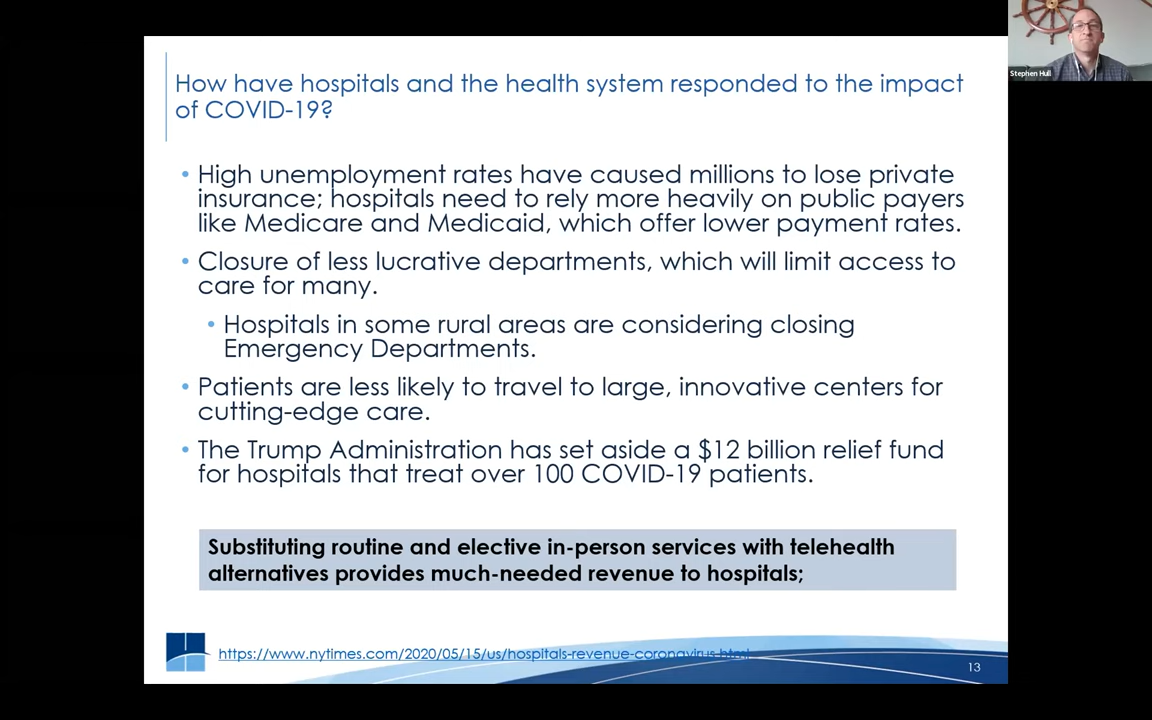 Stephen Hull
How have hospitals and the health system responded to the impact
of COVID-19?
• High unemployment rates have caused millions to lose private
insurance; hospitals need to rely more heavily on public payers
like Medicare and Medicaid, which offer lower payment rates.
• Closure of less lucrative departments, which will limit access to
care for many.
• Hospitals in some rural areas are considering closing
Emergency Departments.
• Patients are less likely to travel to large, innovative centers for
cutting-edge care.
• The Trump Administration has set aside a $12 billion relief fund
for hospitals that treat over 100 COVID-19 patients.
Substituting routine and elective in-person services with telehealth
alternatives provides much-needed revenue to hospitals;
https://www.nytimes.com/2020/05/15/us/hospitals-revenue-coronavirus.html
13